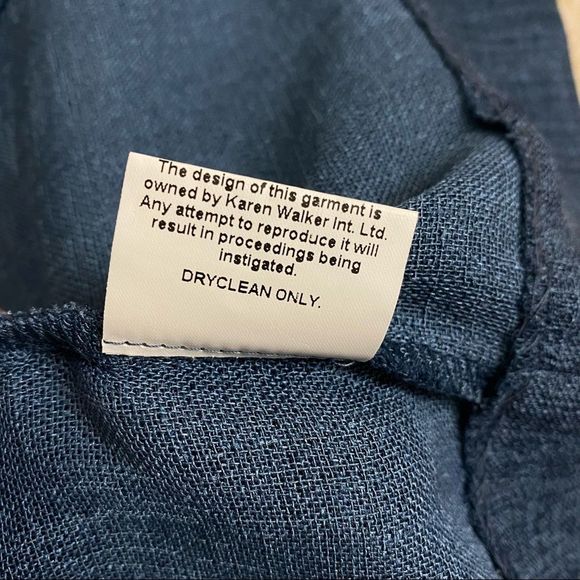 The design of this garment is
owned by Karen Walker Int. Ltd.
Any attempt to reproduce it will
result in proceedings being
instigated.
DRYCLEAN ONLY.